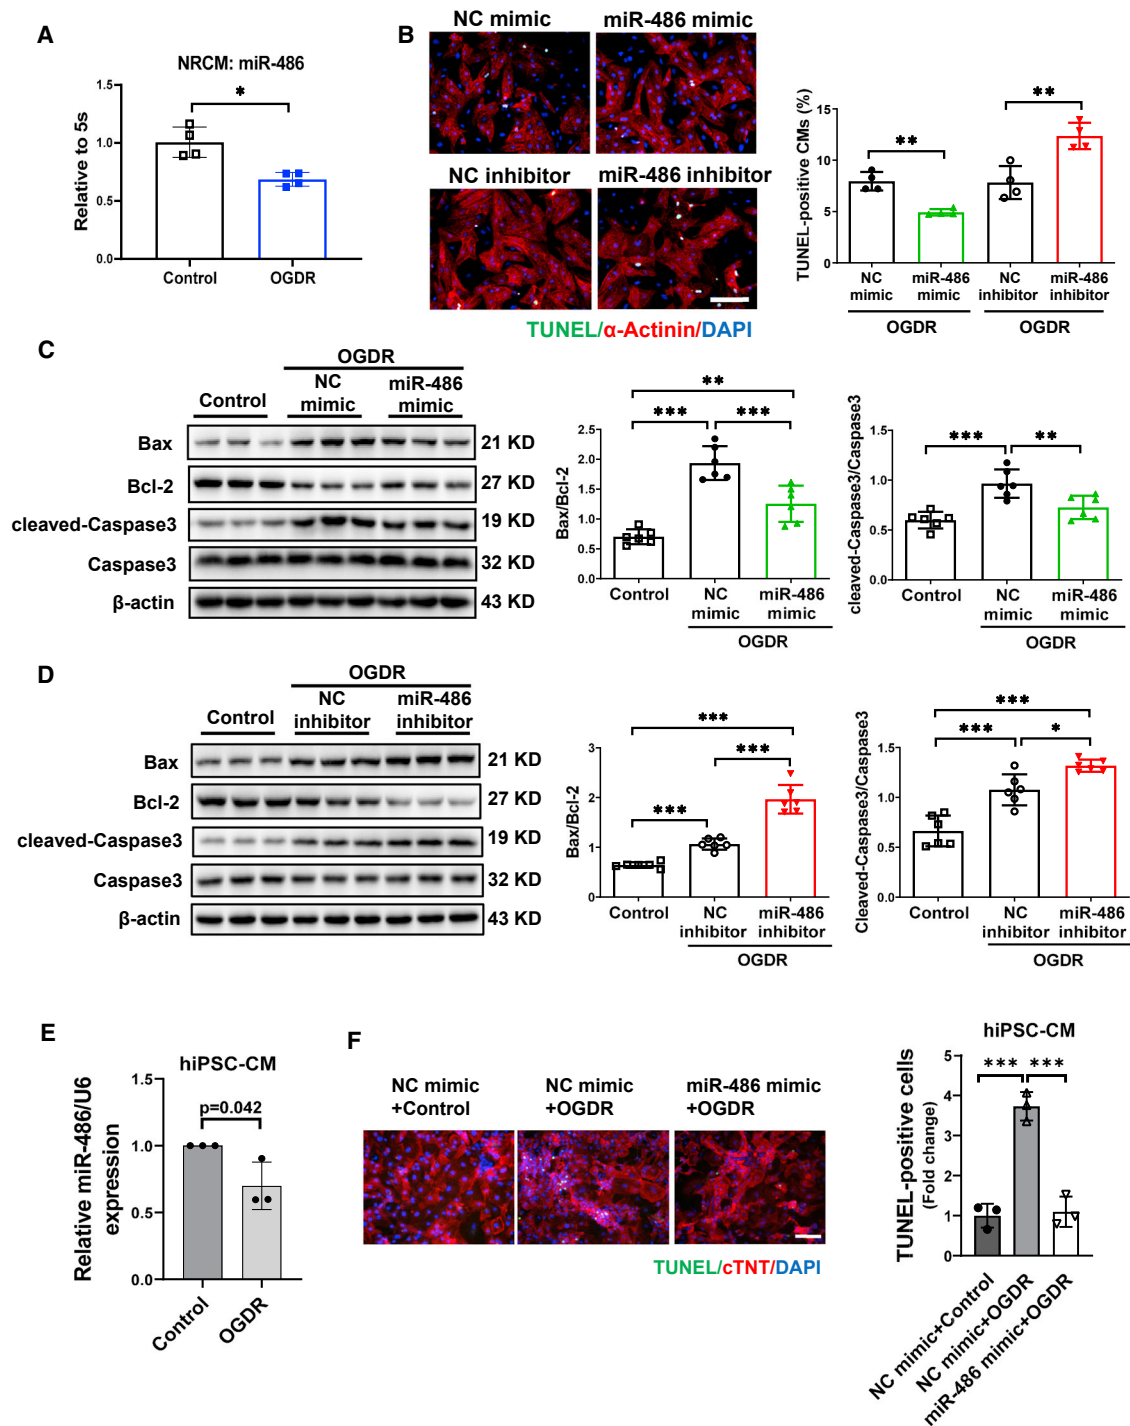 A
NRCM: miR-486
Relative to 5s
1.5
1.0
0.5
0.0
*
Control
OGDR
B
NC mimic
miR-486 mimic
NC inhibitor
miR-486 inhibitor
TUNEL/α-Actinin/DAPI
TUNEL-positive CMs (%)
15
10
5
0
**
**
NC mimic
miR-486 mimic
NC inhibitor
miR-486 inhibitor
OGDR
OGDR
C
OGDR
Control
NC mimic
miR-486 mimic
Bax
21 KD
Bcl-2
27 KD
cleaved-Caspase3
19 KD
Caspase3
32 KD
β-actin
43 KD
Bax/Bcl-2
2.5
2.0
1.5
1.0
0.5
0.0
**
***
***
Control
NC mimic
miR-486 mimic
OGDR
cleaved-Caspase3/Caspase3
1.5
1.0
0.5
0.0
***
**
Control
NC mimic
miR-486 mimic
OGDR
D
OGDR
Control
NC inhibitor
miR-486 inhibitor
Bax
21 KD
Bcl-2
27 KD
cleaved-Caspase3
19 KD
Caspase3
32 KD
β-actin
43 KD
Bax/Bcl-2
3
2
1
0
***
***
***
Control
NC inhibitor
miR-486 inhibitor
OGDR
Cleaved-Caspase3/Caspase3
1.5
1.0
0.5
0.0
***
***
*
Control
NC inhibitor
miR-486 inhibitor
OGDR
E
hiPSC-CM
Relative miR-486/U6 expression
1.5
1.0
0.5
0.0
p=0.042
Control
OGDR
F
NC mimic +Control
NC mimic +OGDR
miR-486 mimic +OGDR
TUNEL/cTNT/DAPI
hiPSC-CM
TUNEL-positive cells
(Fold change)
5
4
3
2
1
0
***
***
NC mimic+Control
NC mimic+OGDR
miR-486 mimic+OGDR